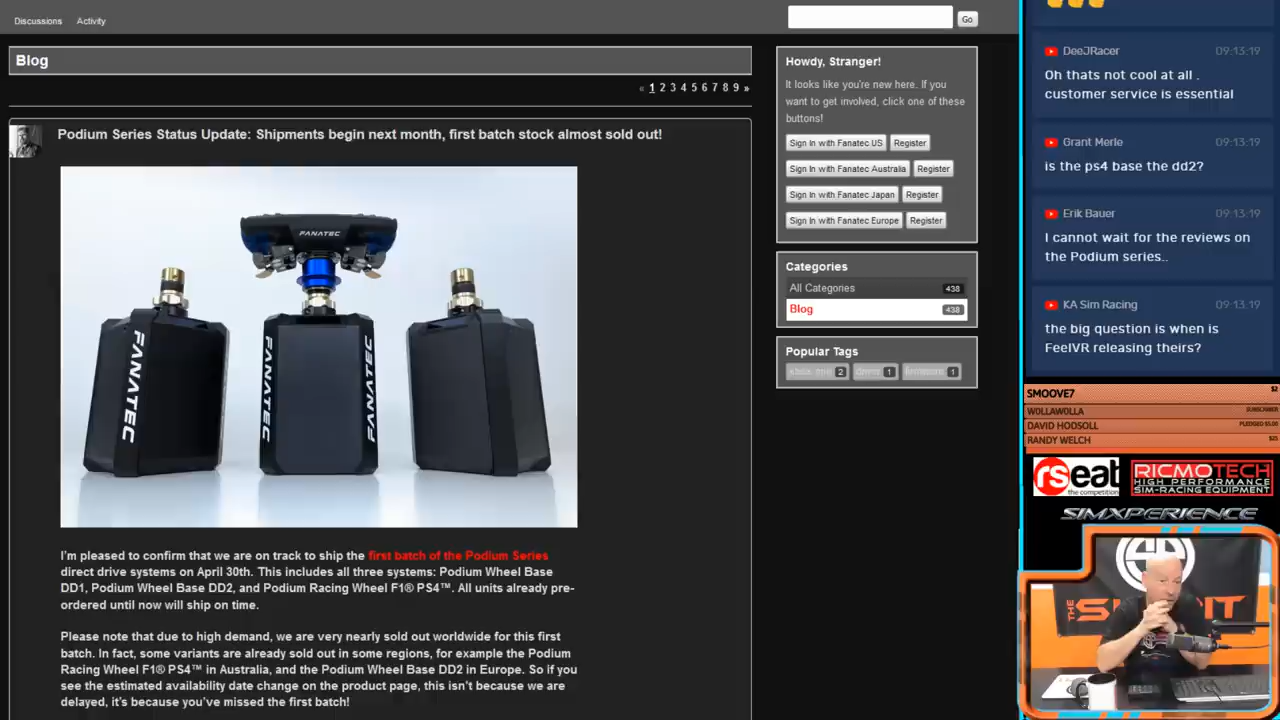 Discussions
Activity
Go
Blog
« 1 2 3 4 5 6 7 8 9 »
Podium Series Status Update: Shipments begin next month, first batch stock almost sold out!
FANATEC
FANATEC
FANATEC
FANATEC
I'm pleased to confirm that we are on track to ship the first batch of the Podium Series
direct drive systems on April 30th. This includes all three systems: Podium Wheel Base
DD1, Podium Wheel Base DD2, and Podium Racing Wheel F1® PS4™. All units already pre-
ordered until now will ship on time.
Please note that due to high demand, we are very nearly sold out worldwide for this first
batch. In fact, some variants are already sold out in some regions, for example the Podium
Racing Wheel F1® PS4™ in Australia, and the Podium Wheel Base DD2 in Europe. So if you
see the estimated availability date change on the product page, this isn't because we are
delayed, it's because you've missed the first batch!
Howdy, Stranger!
It looks like you're new here. If you
want to get involved, click one of these
buttons!
Sign In with Fanatec US Register
Sign In with Fanatec Australia Register
Sign In with Fanatec Japan Register
Sign In with Fanatec Europe Register
Categories
All Categories 438
Blog 438
Popular Tags
xbox one 2 driver 1 firmware 1
DeeJRacer 09:13:19
Oh thats not cool at all .
customer service is essential
Grant Merle 09:13:19
is the ps4 base the dd2?
Erik Bauer 09:13:19
I cannot wait for the reviews on
the Podium series..
KA Sim Racing 09:13:19
the big question is when is
FeelVR releasing theirs?
SMOOVE7 $2
WOLLAWOLLA SUBSCRIBER
DAVID HODSOLL PLEDGED $5.00
RANDY WELCH $25
rseat
the competition
RICMOTECH
HIGH PERFORMANCE
SIM-RACING EQUIPMENT
SIMXPERIENCE
THE